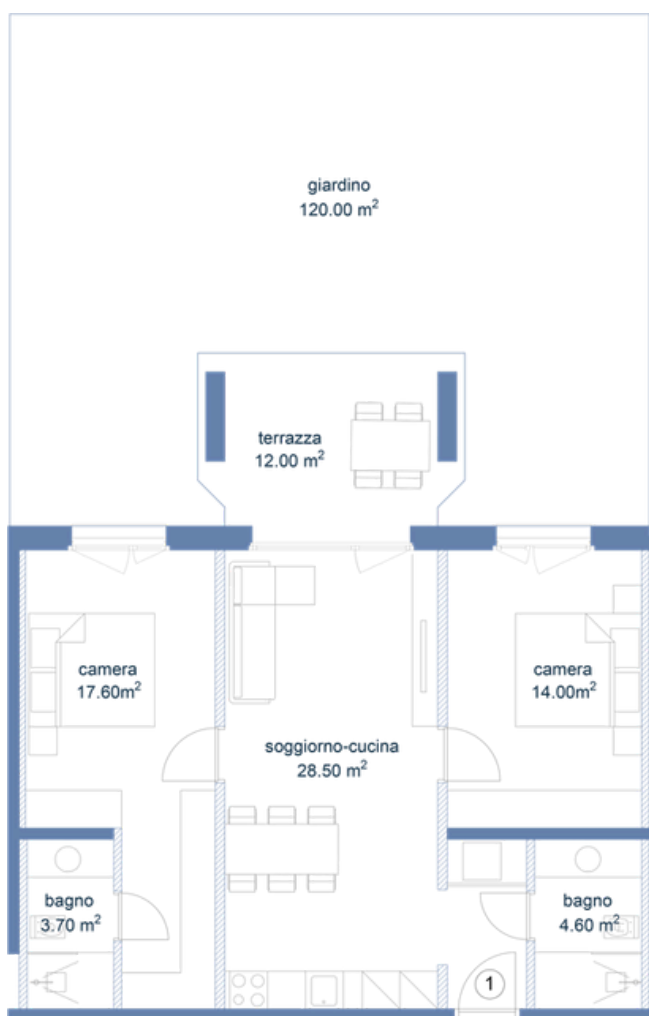 giardino
120.00 m²
terrazza
12.00 m²
camera
17.60m²
camera
14.00m²
soggiorno-cucina
28.50 m²
bagno
3.70 m²
bagno
4.60 m²
1